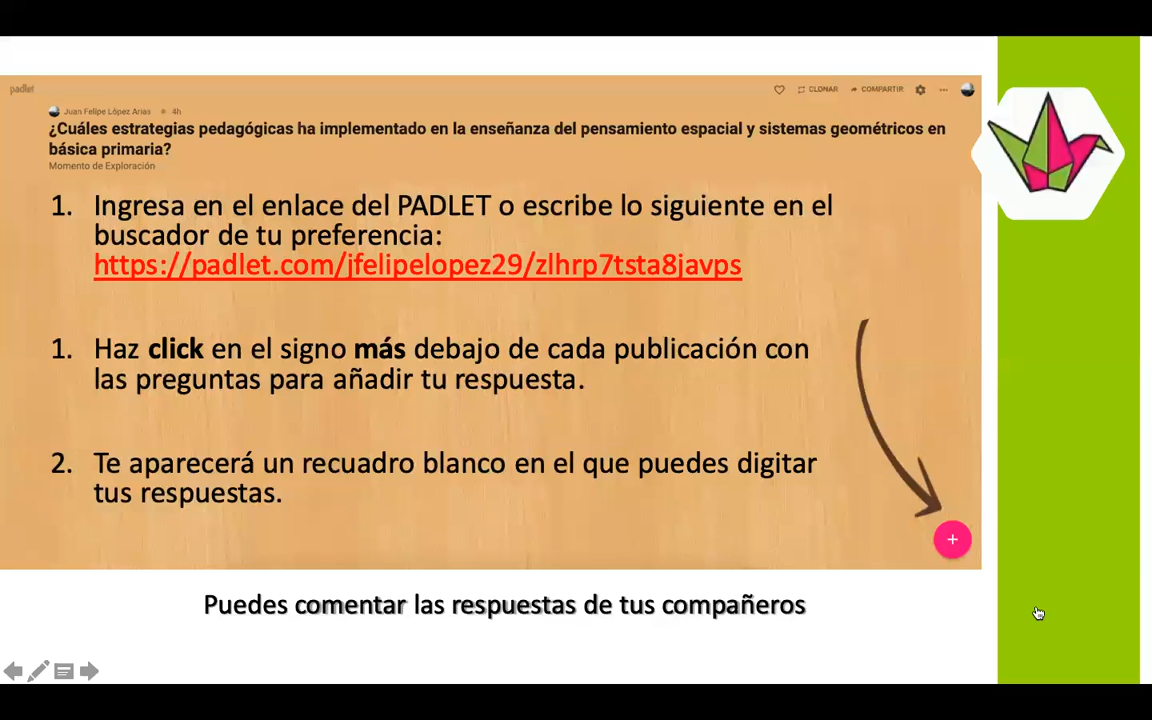 padlet
CLONAR
COMPARTIR
Juan Felipe López Arias
4h
¿Cuáles estrategias pedagógicas ha implementado en la enseñanza del pensamiento espacial y sistemas geométricos en
básica primaria?
Momento de Exploración
1. Ingresa en el enlace del PADLET o escribe lo siguiente en el
buscador de tu preferencia:
https://padlet.com/jfelipelopez29/zlhrp7tsta8javps
1. Haz click en el signo más debajo de cada publicación con
las preguntas para añadir tu respuesta.
2. Te aparecerá un recuadro blanco en el que puedes digitar
tus respuestas.
+
Puedes comentar las respuestas de tus compañeros